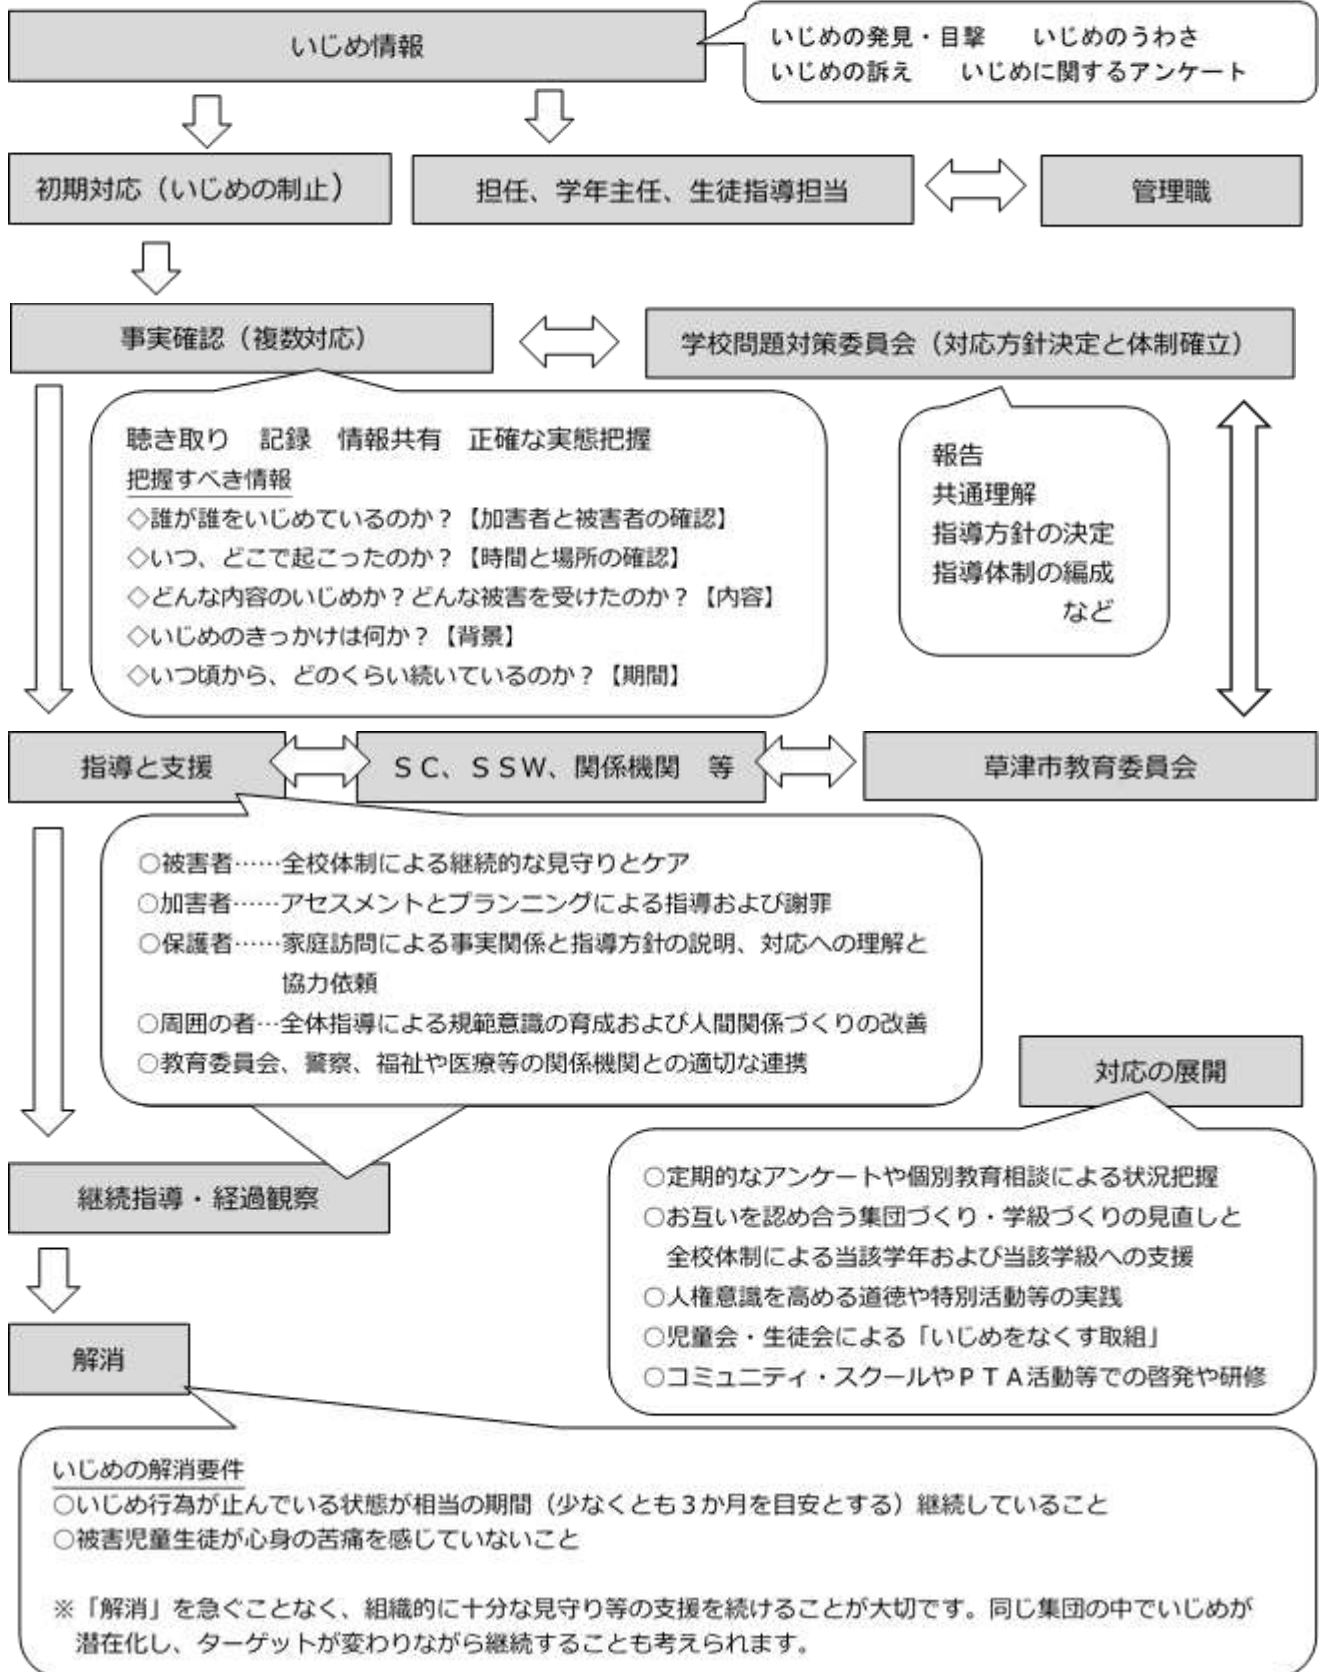 いじめ情報
いじめの発見・目撃　　いじめのうわさ
いじめの訴え　　いじめに関するアンケート
初期対応（いじめの制止）
担任、学年主任、生徒指導担当
管理職
事実確認（複数対応）
学校問題対策委員会（対応方針決定と体制確立）
聴き取り　記録　情報共有　正確な実態把握
把握すべき情報
◇誰が誰をいじめているのか？【加害者と被害者の確認】
◇いつ、どこで起こったのか？【時間と場所の確認】
◇どんな内容のいじめか？どんな被害を受けたのか？【内容】
◇いじめのきっかけは何か？【背景】
◇いつ頃から、どのくらい続いているのか？【期間】
報告
共通理解
指導方針の決定
指導体制の編成
など
指導と支援
ＳＣ、ＳＳＷ、関係機関　等
草津市教育委員会
○被害者……全校体制による継続的な見守りとケア
○加害者……アセスメントとプランニングによる指導および謝罪
○保護者……家庭訪問による事実関係と指導方針の説明、対応への理解と
協力依頼
○周囲の者…全体指導による規範意識の育成および人間関係づくりの改善
○教育委員会、警察、福祉や医療等の関係機関との適切な連携
対応の展開
継続指導・経過観察
○定期的なアンケートや個別教育相談による状況把握
○お互いを認め合う集団づくり・学級づくりの見直しと
全校体制による当該学年および当該学級への支援
○人権意識を高める道徳や特別活動等の実践
○児童会・生徒会による「いじめをなくす取組」
○コミュニティ・スクールやＰＴＡ活動等での啓発や研修
解消
いじめの解消要件
○いじめ行為が止んでいる状態が相当の期間（少なくとも３か月を目安とする）継続していること
○被害児童生徒が心身の苦痛を感じていないこと
※「解消」を急ぐことなく、組織的に十分な見守り等の支援を続けることが大切です。同じ集団の中でいじめが
潜在化し、ターゲットが変わりながら継続することも考えられます。